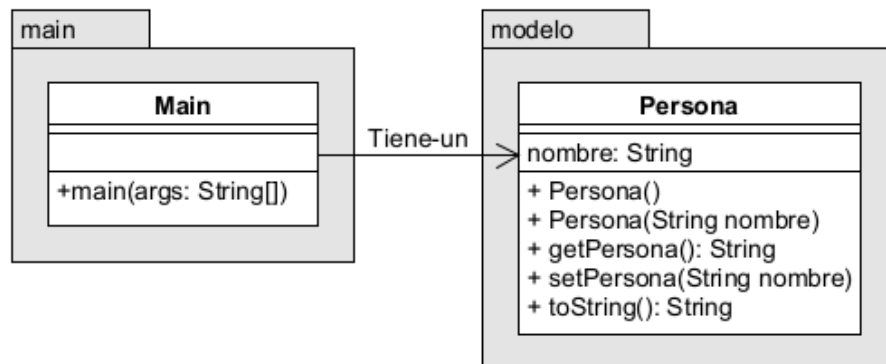 main
Main
+main(args: String[])
Tiene-un
modelo
Persona
nombre: String
+ Persona()
+ Persona(String nombre)
+ getPersona(): String
+ setPersona(String nombre)
+ toString(): String